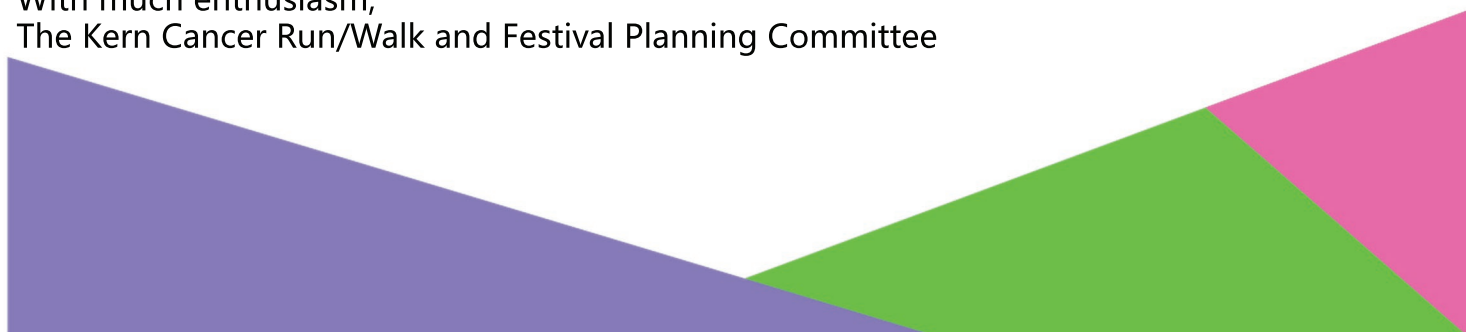 With much enthusiasm,
The Kern Cancer Run/Walk and Festival Planning Committee